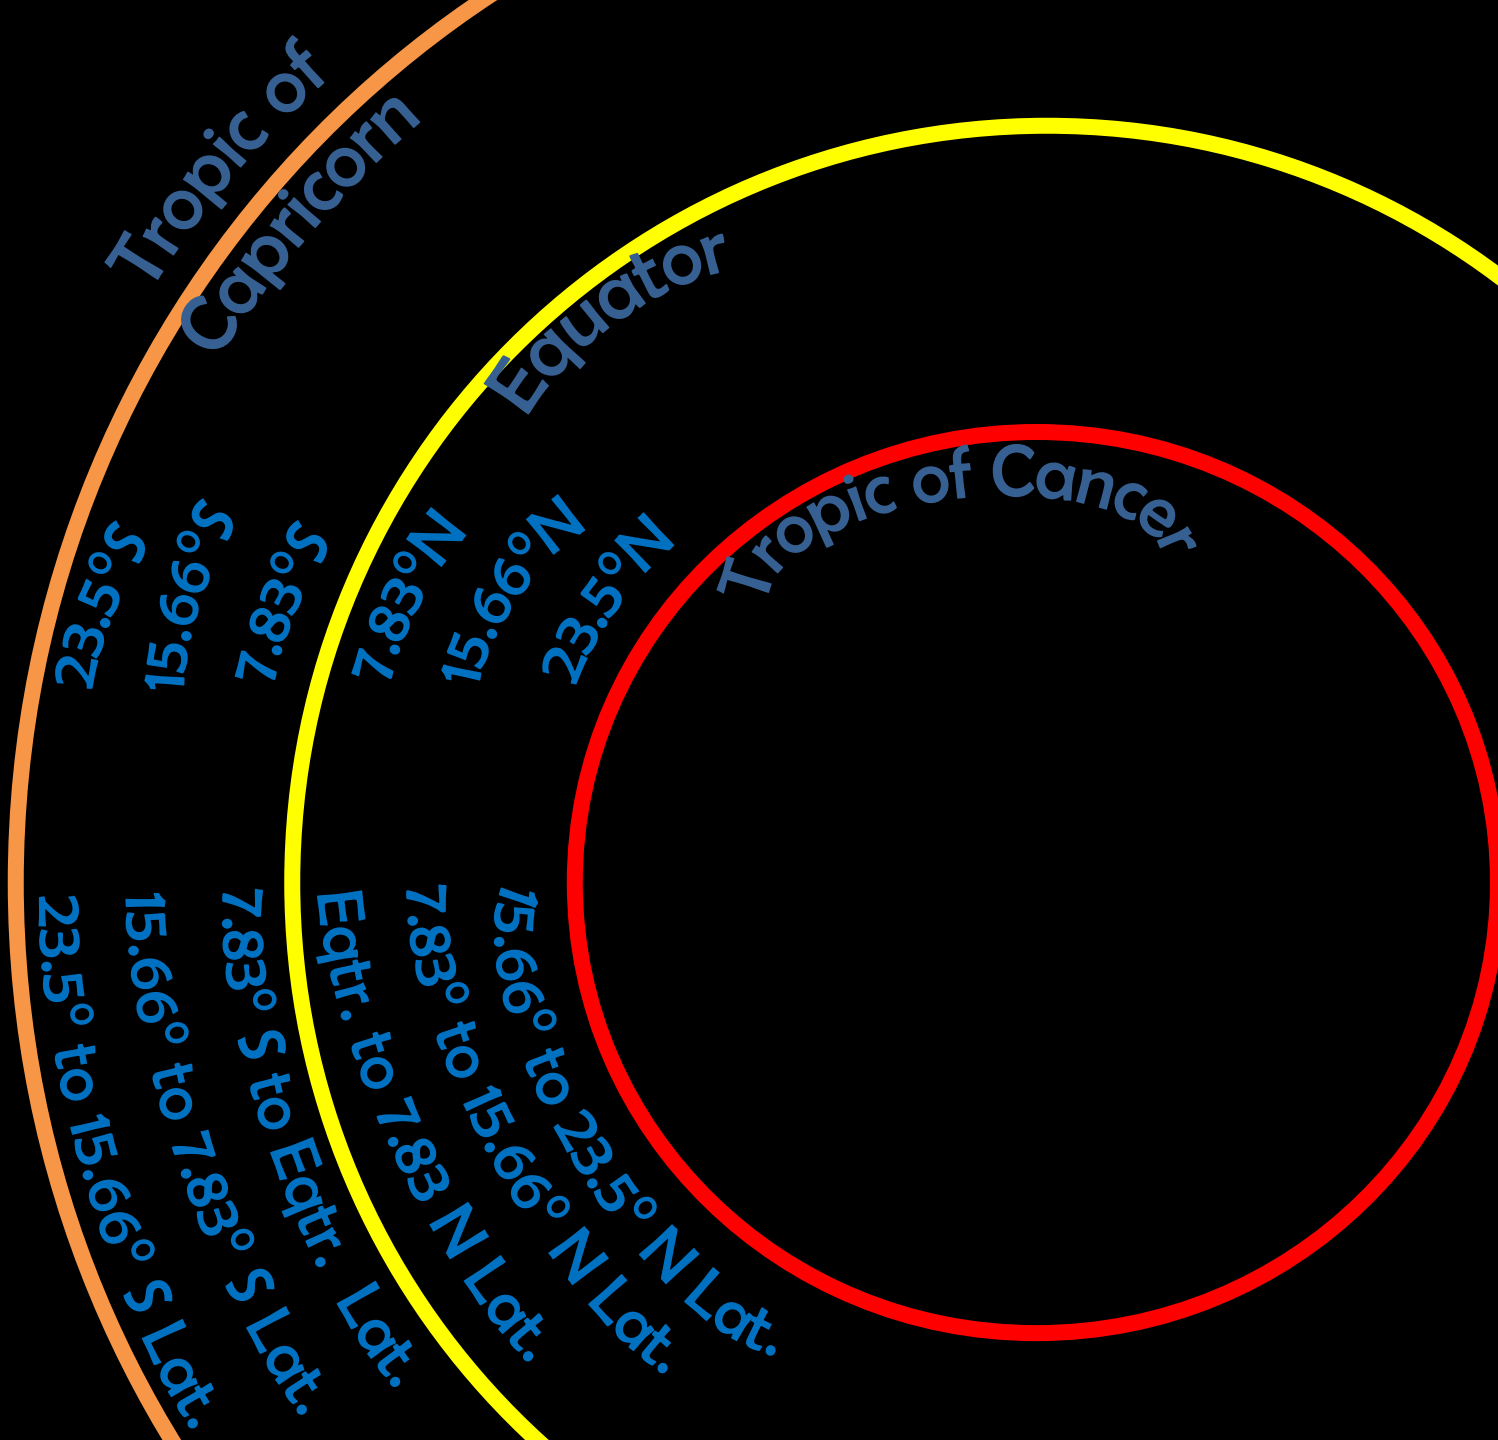 Tropic of
Capricorn
Equator
Tropic of Cancer
23.5°S
15.66°S
7.83°S
7.83°N
15.66°N
23.5°N
23.5° to 15.66° S Lat.
15.66° to 7.83° S Lat.
7.83° S to Eqtr. Lat.
Eqtr. to 7.83 N Lat.
7.83° to 15.66° N Lat.
15.66° to 23.5° N Lat.